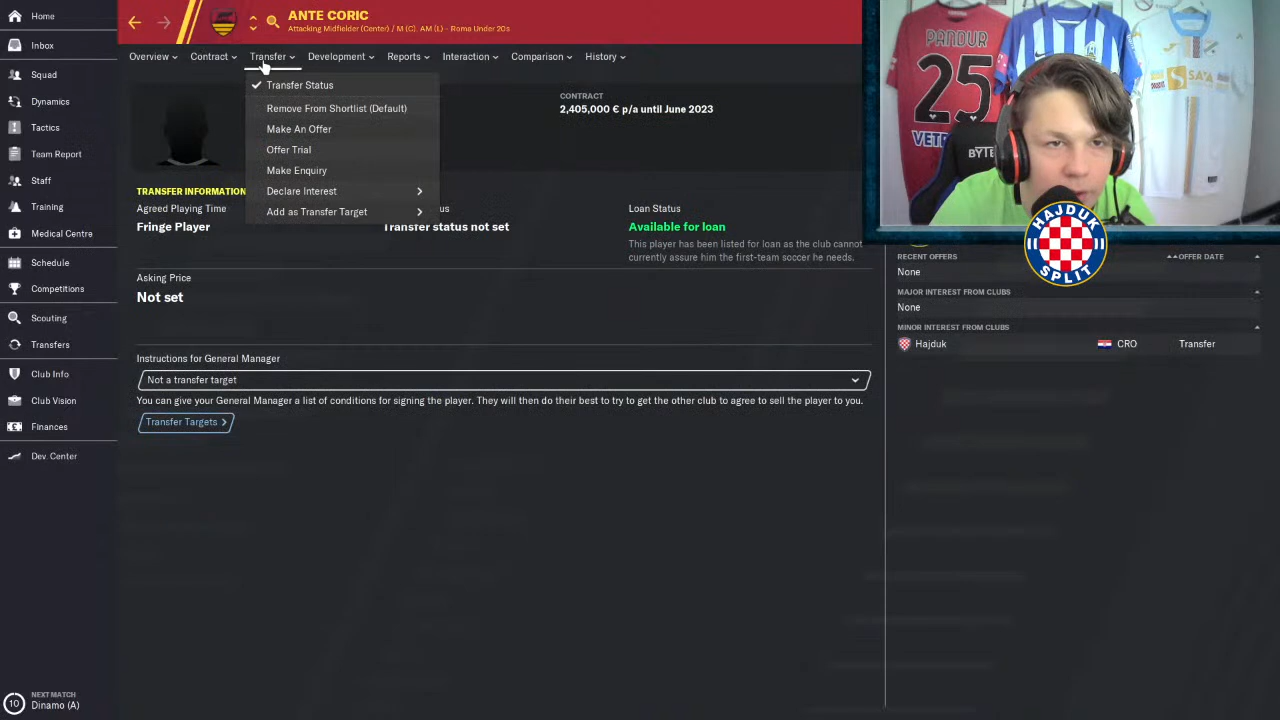 Home
Inbox
Squad
Dynamics
Tactics
Team Report
Staff
Training
Medical Centre
Schedule
Competitions
Scouting
Transfers
Club Info
Club Vision
Finances
Dev. Center
10
NEXT MATCH
Dinamo (A)
ANTE CORIC
Attacking Midfielder (Center) / M (C), AM (L) - Roma Under 20s
Overview
Contract
Transfer
Development
Reports
Interaction
Comparison
History
Transfer Status
Remove From Shortlist (Default)
Make An Offer
Offer Trial
Make Enquiry
Declare Interest
Add as Transfer Target
CONTRACT
2,405,000 € p/a until June 2023
TRANSFER INFORMATION
Agreed Playing Time
Fringe Player
Transfer status not set
Loan Status
Available for loan
This player has been listed for loan as the club cannot
currently assure him the first-team soccer he needs.
Asking Price
Not set
Instructions for General Manager
Not a transfer target
You can give your General Manager a list of conditions for signing the player. They will then do their best to try to get the other club to agree to sell the player to you.
Transfer Targets
RECENT OFFERS
OFFER DATE
None
MAJOR INTEREST FROM CLUBS
None
MINOR INTEREST FROM CLUBS
Hajduk
CRO
Transfer
PANDUR
25
HAJDUK
SPLIT